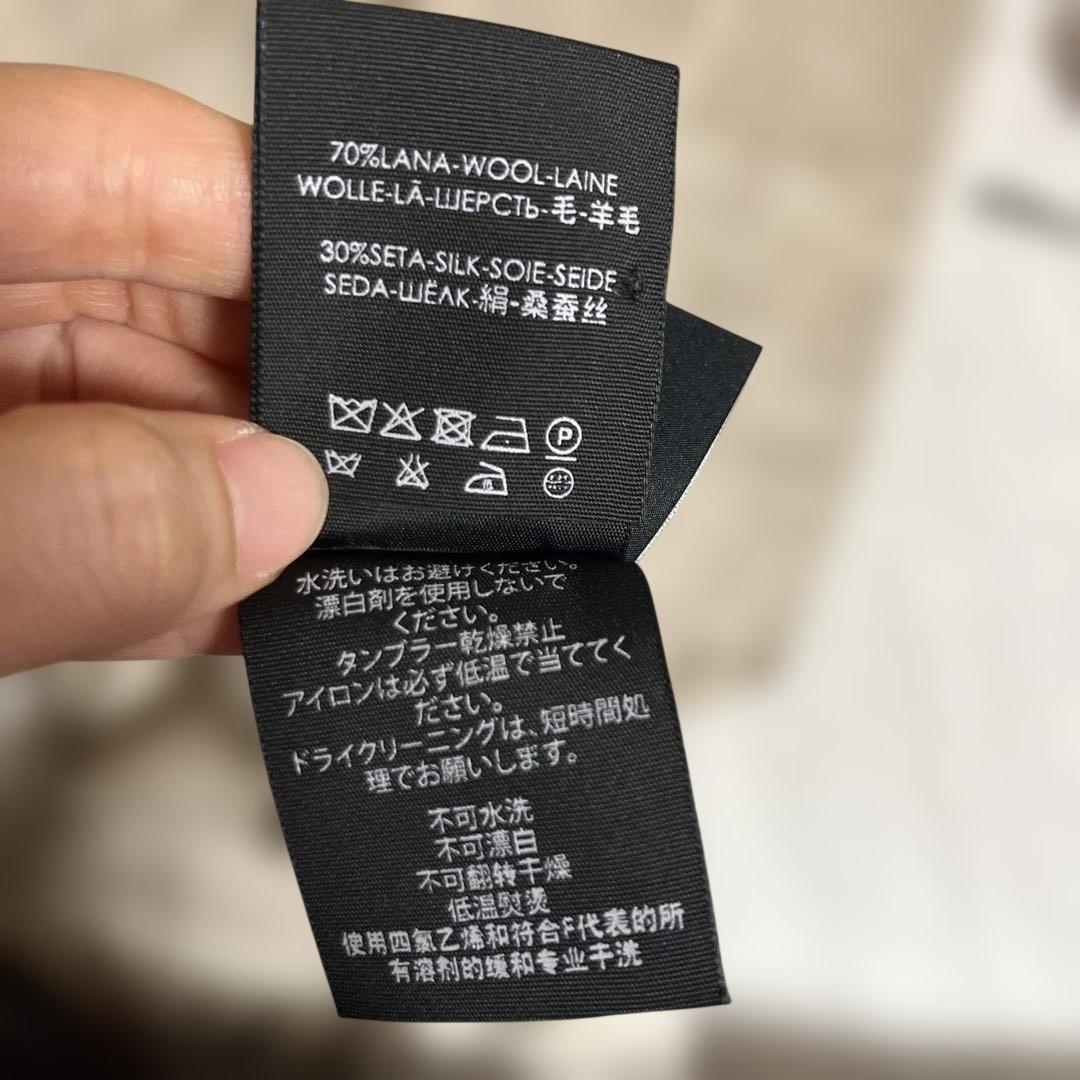 70%LANA-WOOL-LAINE
WOLLE-LÃ-ШЕРСТЬ-毛-羊毛
30%SETA-SILK-SOIE-SEIDE
SEDA-ШЁЛК-絹-桑蚕丝
P
水洗いはお避けください。
漂白剤を使用しないで
ください。
タンブラー乾燥禁止
アイロンは必ず低温で当ててく
ださい。
ドライクリーニングは、短時間処
理でお願いします。
不可水洗
不可漂白
不可翻转干燥
低温熨烫
使用四氯乙烯和符合F代表的所
有溶剂的缓和专业干洗